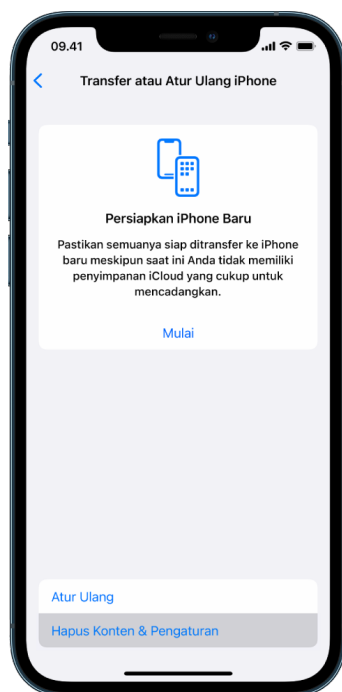 09.41
Transfer atau Atur Ulang iPhone
Persiapkan iPhone Baru
Pastikan semuanya siap ditransfer ke iPhone
baru meskipun saat ini Anda tidak memiliki
penyimpanan iCloud yang cukup untuk
mencadangkan.
Mulai
Atur Ulang
Hapus Konten & Pengaturan